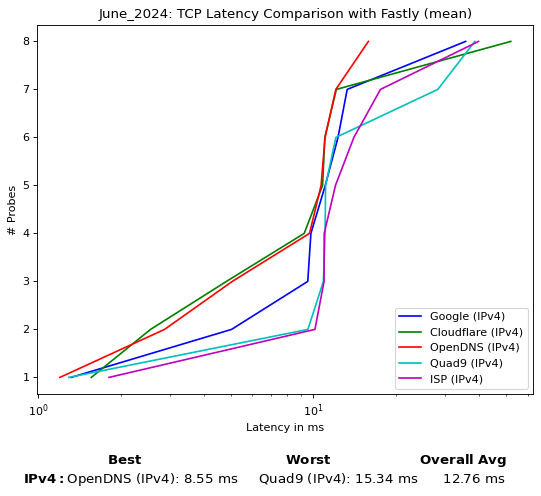 June_2024: TCP Latency Comparison with Fastly (mean)
8
7
6
5
4
3
2
1
# Probes
Google (IPv4)
Cloudflare (IPv4)
OpenDNS (IPv4)
Quad9 (IPv4)
ISP (IPv4)
10⁰ 10¹
Latency in ms
Best Worst Overall Avg
IPv4: OpenDNS (IPv4): 8.55 ms Quad9 (IPv4): 15.34 ms 12.76 ms